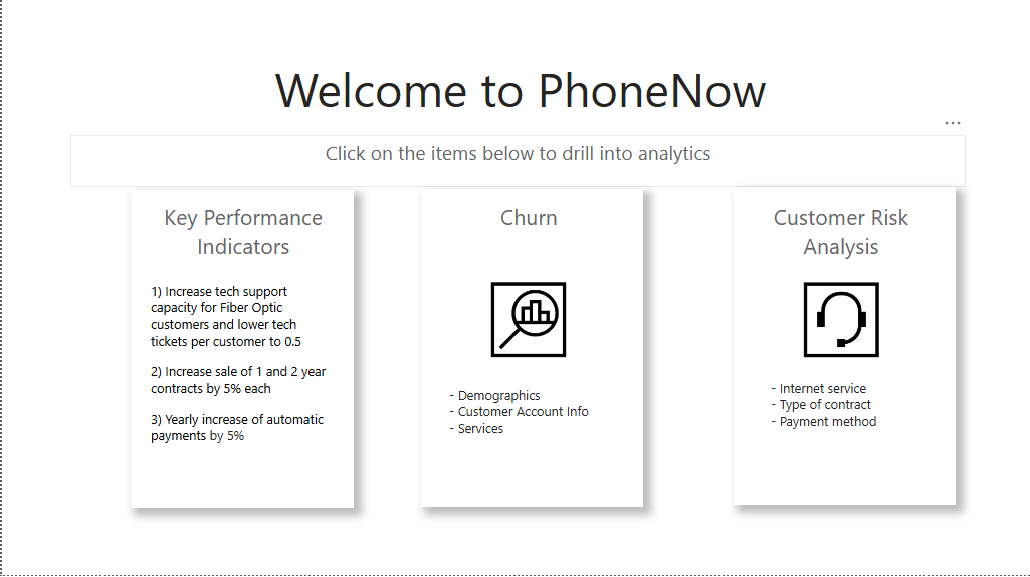 Welcome to PhoneNow
...
Click on the items below to drill into analytics
Key Performance
Indicators
1) Increase tech support
capacity for Fiber Optic
customers and lower tech
tickets per customer to 0.5
2) Increase sale of 1 and 2 year
contracts by 5% each
3) Yearly increase of automatic
payments by 5%
Churn
- Demographics
- Customer Account Info
- Services
Customer Risk
Analysis
- Internet service
- Type of contract
- Payment method